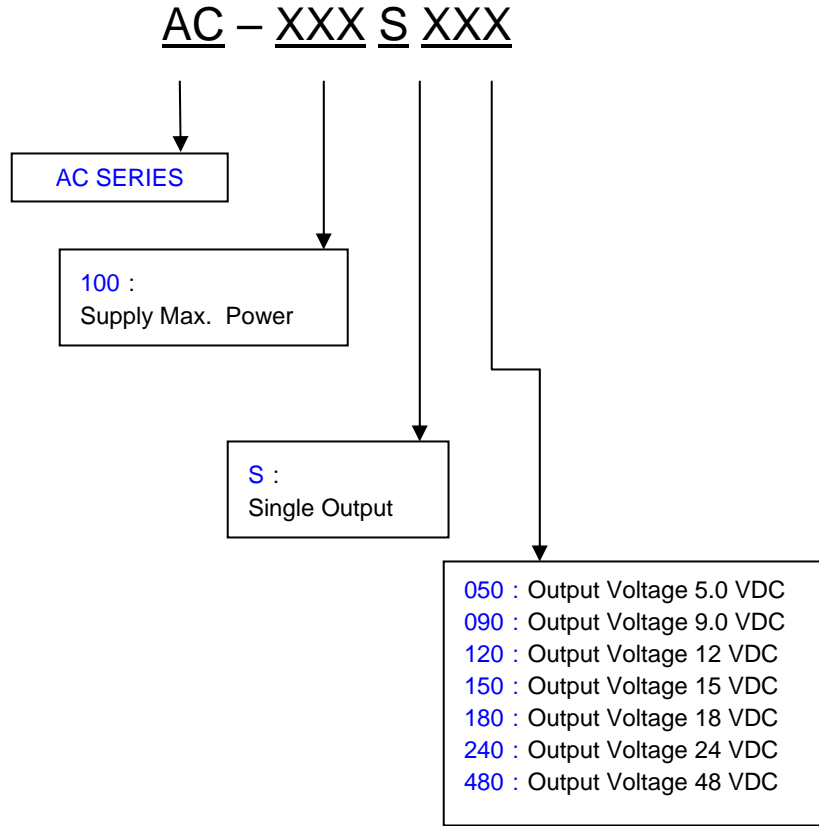 AC – XXX S XXX
AC SERIES
100 :
Supply Max. Power
S :
Single Output
050 : Output Voltage 5.0 VDC
090 : Output Voltage 9.0 VDC
120 : Output Voltage 12 VDC
150 : Output Voltage 15 VDC
180 : Output Voltage 18 VDC
240 : Output Voltage 24 VDC
480 : Output Voltage 48 VDC